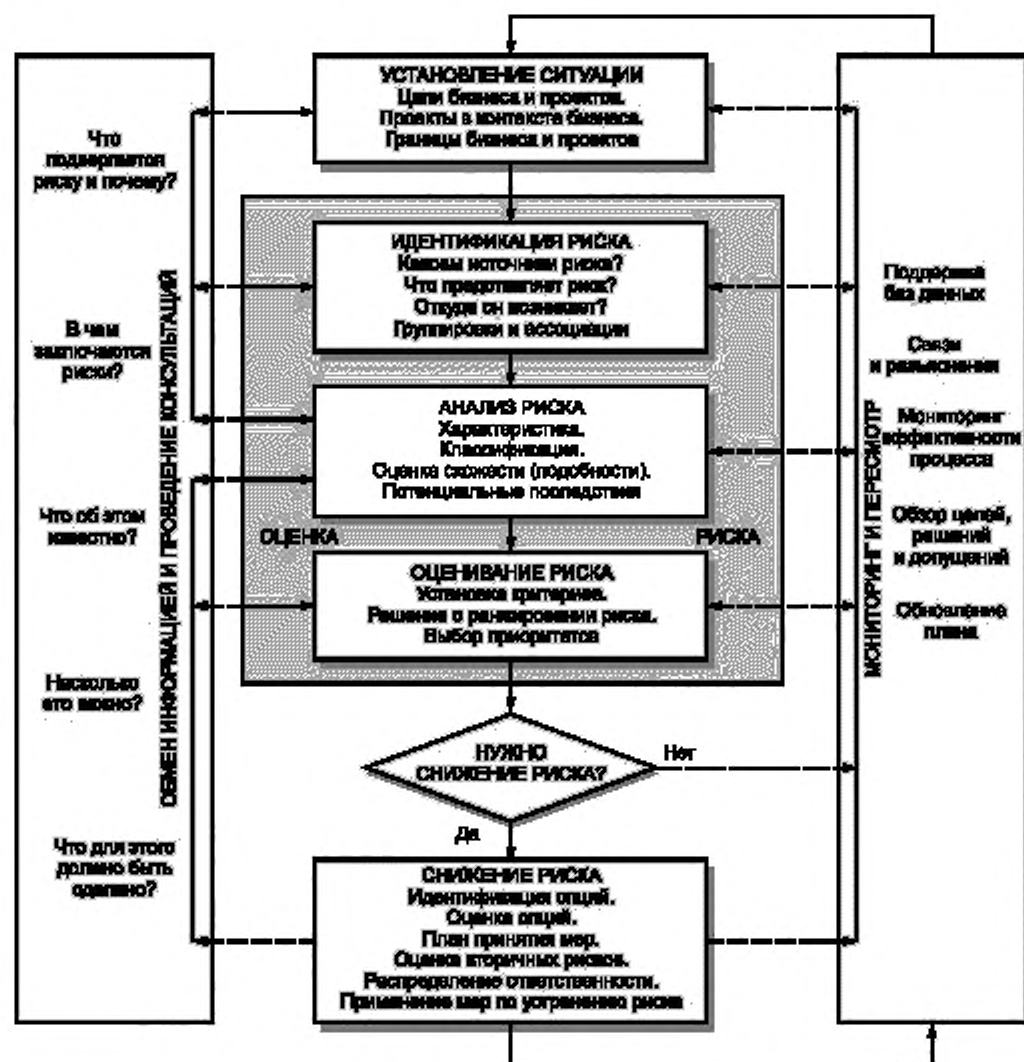 УСТАНОВЛЕНИЕ СИТУАЦИИ
Цели бизнеса и проектов.
Проекты в контексте бизнеса.
Границы бизнеса и проектов
Что
подвергается
риску и почему?
В чем
заключаются
риски?
Что об этом
известно?
Насколько
это важно?
Что для этого
должно быть
сделано?
ОБМЕН ИНФОРМАЦИЕЙ И ПРОВЕДЕНИЕ КОНСУЛЬТАЦИЙ
ИДЕНТИФИКАЦИЯ РИСКА
Каковы источники риска?
Что представляет риск?
Откуда он возникает?
Группировки и ассоциации
АНАЛИЗ РИСКА
Характеристика.
Классификация.
Оценка схожести (подобности).
Потенциальные последствия
ОЦЕНКА РИСКА
ОЦЕНИВАНИЕ РИСКА
Установка критериев.
Решение о ранжировании риска.
Выбор приоритетов
НУЖНО
СНИЖЕНИЕ РИСКА?
Нет
Да
СНИЖЕНИЕ РИСКА
Идентификация опций.
Оценка опций.
План принятия мер.
Оценка вторичных рисков.
Распределение ответственности.
Применение мер по устранению риска
МОНИТОРИНГ И ПЕРЕСМОТР
Поддержка
баз данных
Связи
и разъяснения
Мониторинг
эффективности
процесса
Обзор целей,
решений
и допущений
Обновление
плана